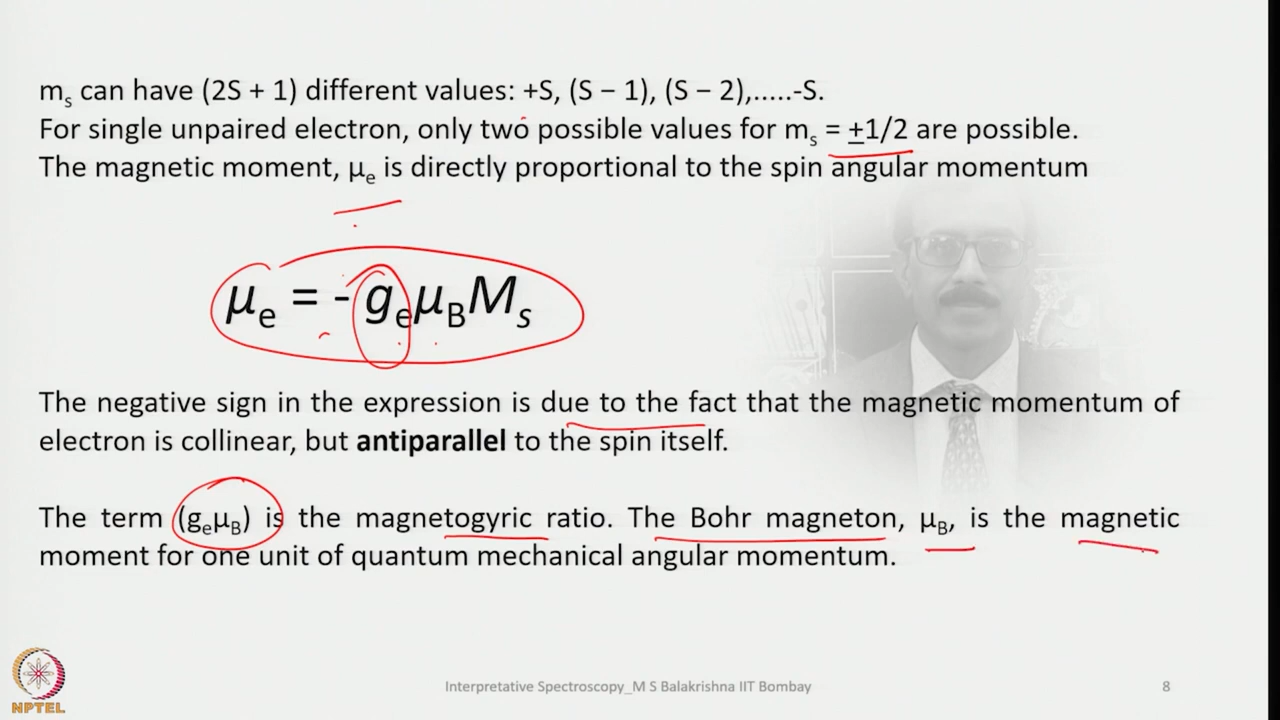 mₛ can have (2S + 1) different values: +S, (S − 1), (S − 2),.....-S.
For single unpaired electron, only two possible values for mₛ = ±1/2 are possible.
The magnetic moment, μₑ is directly proportional to the spin angular momentum
μₑ = - gₑμ_B Mₛ
The negative sign in the expression is due to the fact that the magnetic momentum of
electron is collinear, but antiparallel to the spin itself.
The term (gₑμ_B) is the magnetogyric ratio. The Bohr magneton, μ_B, is the magnetic
moment for one unit of quantum mechanical angular momentum.
NPTEL
Interpretative Spectroscopy_M S Balakrishna IIT Bombay
8